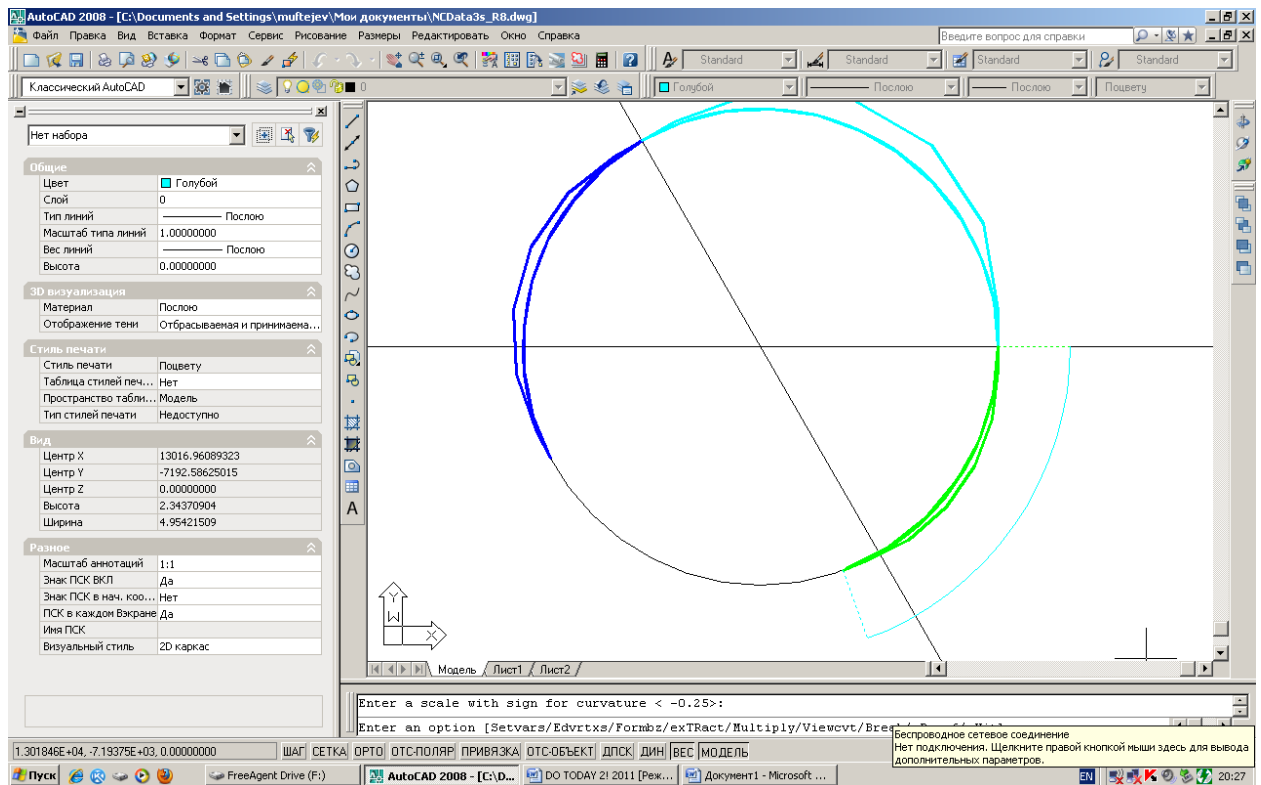 AutoCAD 2008 - [C:\Documents and Settings\muftejev\Мои документы\NCData3s_R8.dwg]
Файл Правка Вид Вставка Формат Сервис Рисование Размеры Редактировать Окно Справка
Введите вопрос для справки
Standard Standard Standard Standard
Классический AutoCAD 0 Голубой Послою Послою Поцвету
Нет набора
Общие
Цвет Голубой
Слой 0
Тип линий Послою
Масштаб типа линий 1.00000000
Вес линий Послою
Высота 0.00000000
3D визуализация
Материал Послою
Отображение тени Отбрасываемая и принимаема...
Стиль печати
Стиль печати Поцвету
Таблица стилей печ... Нет
Пространство табли... Модель
Тип стилей печати Недоступно
Вид
Центр X 13016.96089323
Центр Y -7192.58625015
Центр Z 0.00000000
Высота 2.34370904
Ширина 4.95421509
Разное
Масштаб аннотаций 1:1
Знак ПСК ВКЛ Да
Знак ПСК в нач. коо... Нет
ПСК в каждом Вэкране Да
Имя ПСК
Визуальный стиль 2D каркас
A
Y
W
X
Модель Лист1 Лист2
Enter a scale with sign for curvature < -0.25>:
Enter an option [Setvars/Edvrtxs/Formbz/exTRact/Multiply/Viewcvt/
Беспроводное сетевое соединение
Нет подключения. Щелкните правой кнопкой мыши здесь для вывода
дополнительных параметров.
1.301846E+04, -7.19375E+03, 0.00000000 ШАГ СЕТКА ОРТО ОТС-ПОЛЯР ПРИВЯЗКА ОТС-ОБЪЕКТ ДПСК ДИН ВЕС МОДЕЛЬ
Пуск FreeAgent Drive (F:) AutoCAD 2008 - [C:\D... DO TODAY 2! 2011 [Реж... Документ1 - Microsoft ... EN 20:27